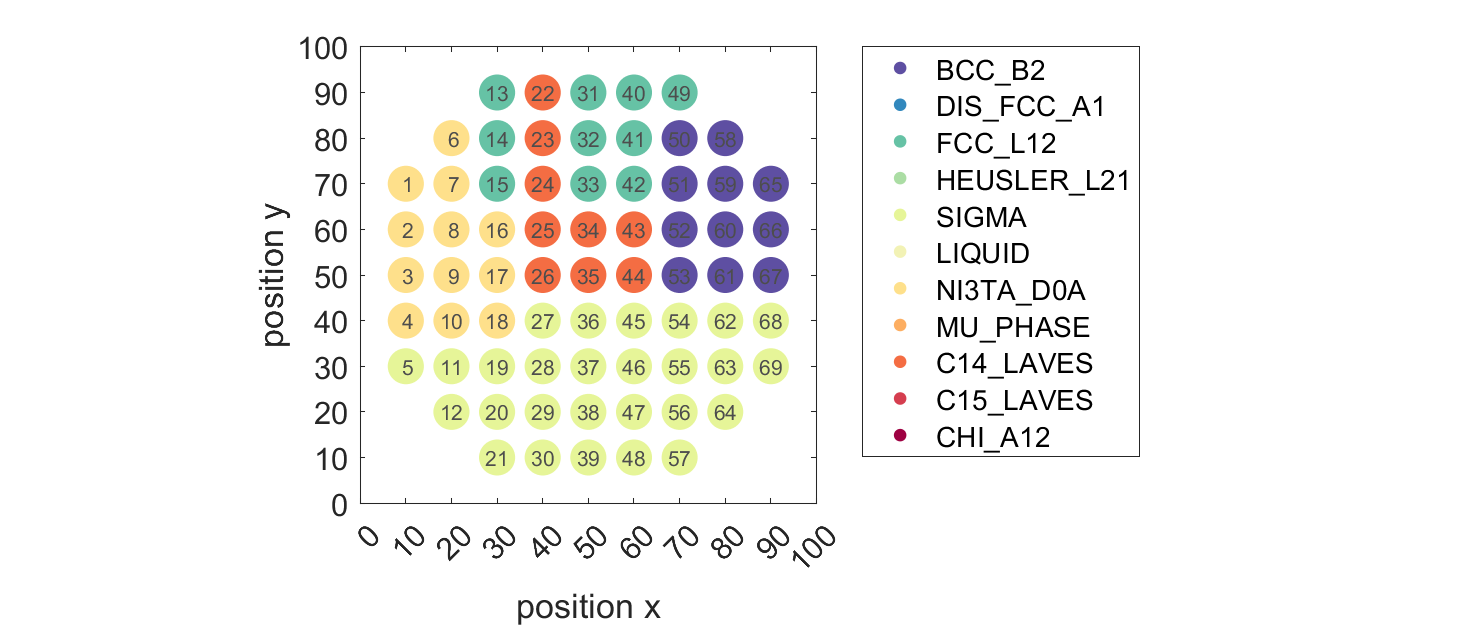 100
90
80
70
60
50
40
30
20
10
0
position y
13 22 31 40 49
6 14 23 32 41 50 58
1 7 15 24 33 42 51 59 65
2 8 16 25 34 43 52 60 66
3 9 17 26 35 44 53 61 67
4 10 18 27 36 45 54 62 68
5 11 19 28 37 46 55 63 69
12 20 29 38 47 56 64
21 30 39 48 57
0 10 20 30 40 50 60 70 80 90 100
position x
BCC_B2
DIS_FCC_A1
FCC_L12
HEUSLER_L21
SIGMA
LIQUID
NI3TA_D0A
MU_PHASE
C14_LAVES
C15_LAVES
CHI_A12